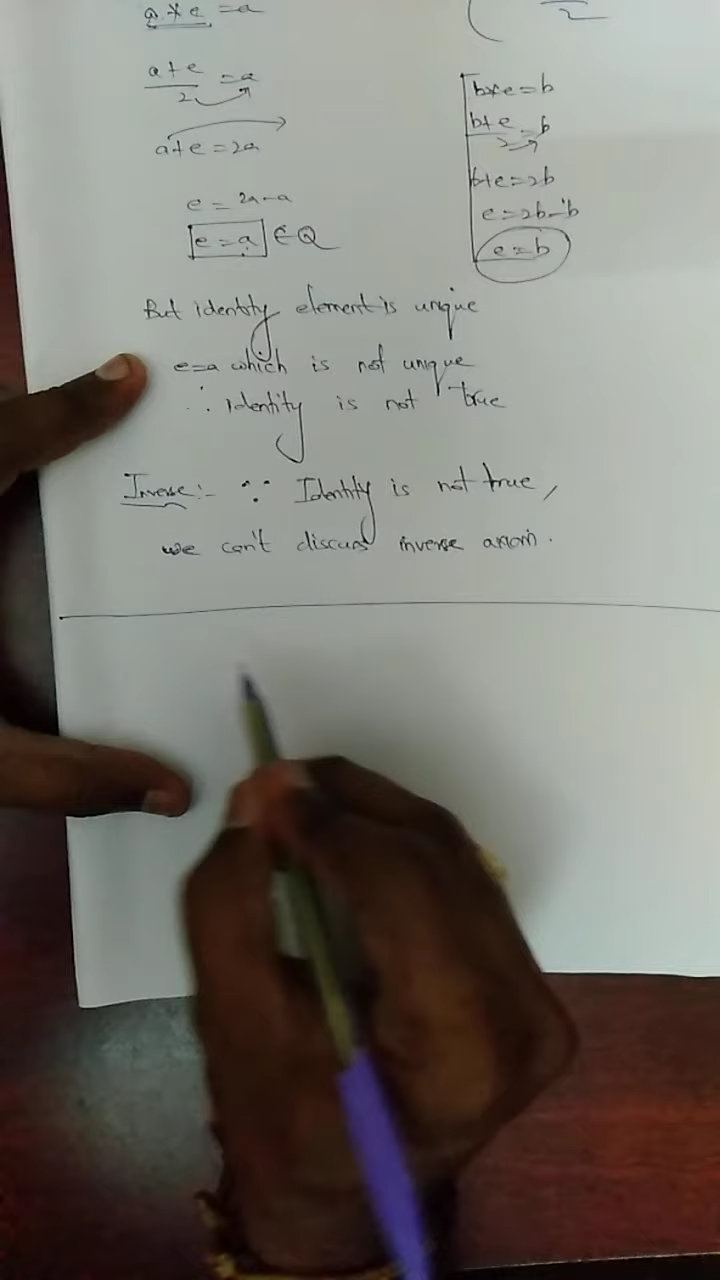 a * e = a
a + e / 2 = a
a + e = 2a
e = 2a - a
e = a ∈ Q
2
b * e = b
b + e / 2 = b
b + e = 2b
e = 2b - b
e = b
But identity element is unique
e = a which is not unique
∴ identity is not true
Inverse :- ∵ Identity is not true,
we can't discuss inverse axiom.